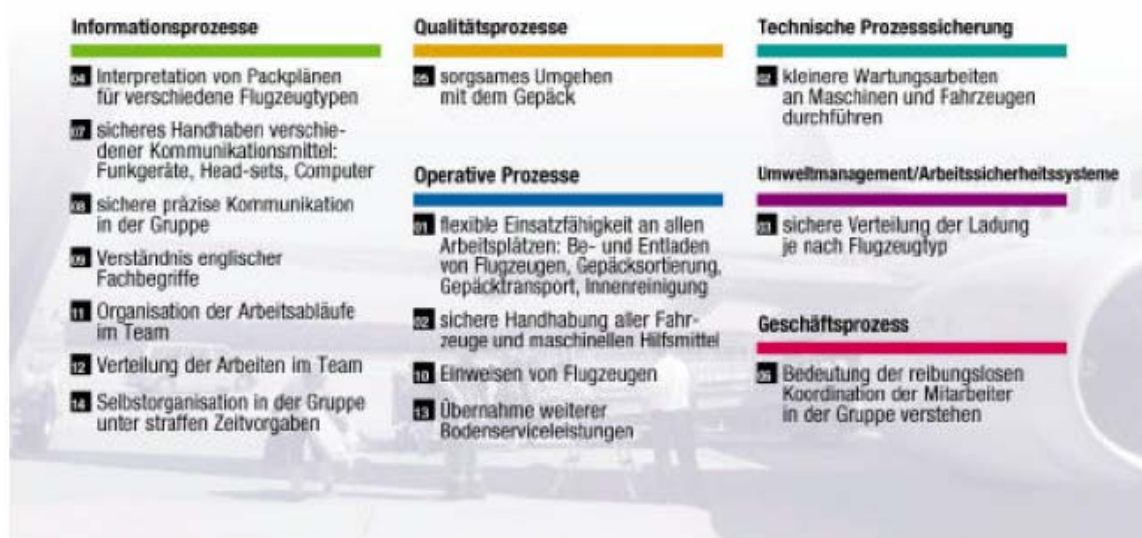 Informationsprozesse
04 Interpretation von Packplänen
für verschiedene Flugzeugtypen
07 sicheres Handhaben verschie-
dener Kommunikationsmittel:
Funkgeräte, Head-sets, Computer
08 sichere präzise Kommunikation
in der Gruppe
09 Verständnis englischer
Fachbegriffe
11 Organisation der Arbeitsabläufe
im Team
12 Verteilung der Arbeiten im Team
14 Selbstorganisation in der Gruppe
unter straffen Zeitvorgaben
Qualitätsprozesse
05 sorgsames Umgehen
mit dem Gepäck
Operative Prozesse
01 flexible Einsatzfähigkeit an allen
Arbeitsplätzen: Be- und Entladen
von Flugzeugen, Gepäcksortierung,
Gepäcktransport, Innenreinigung
02 sichere Handhabung aller Fahr-
zeuge und maschinellen Hilfsmittel
10 Einweisen von Flugzeugen
13 Übernahme weiterer
Bodenserviceleistungen
Technische Prozesssicherung
02 kleinere Wartungsarbeiten
an Maschinen und Fahrzeugen
durchführen
Umweltmanagement/Arbeitssicherheitssysteme
03 sichere Verteilung der Ladung
je nach Flugzeugtyp
Geschäftsprozess
06 Bedeutung der reibungslosen
Koordination der Mitarbeiter
in der Gruppe verstehen